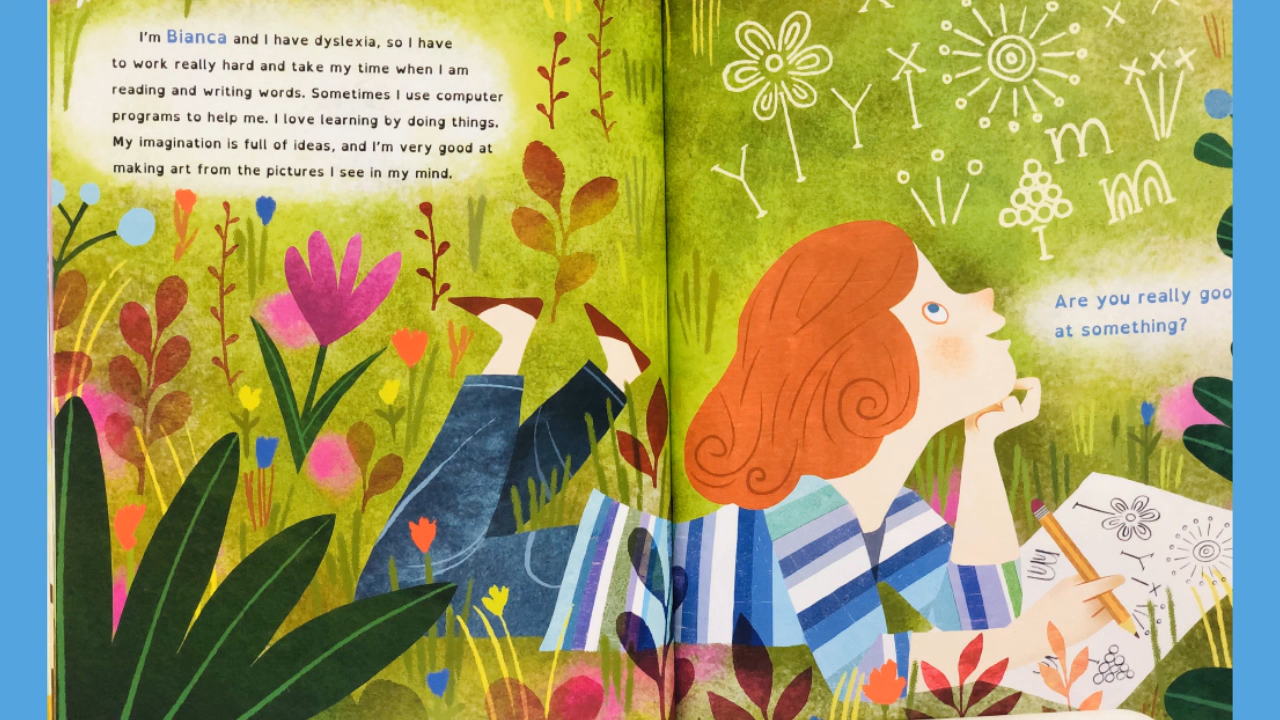 I'm Bianca and I have dyslexia, so I have
to work really hard and take my time when I am
reading and writing words. Sometimes I use computer
programs to help me. I love learning by doing things.
My imagination is full of ideas, and I'm very good at
making art from the pictures I see in my mind.
Are you really goo
at something?